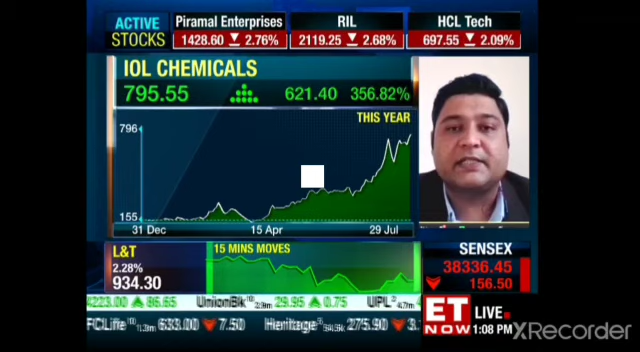 ACTIVE STOCKS
Piramal Enterprises
1428.60 2.76%
RIL
2119.25 2.68%
HCL Tech
697.55 2.09%
IOL CHEMICALS
795.55 621.40 356.82%
THIS YEAR
796
155
31 Dec 15 Apr 29 Jul
L&T
2.28%
934.30
15 MINS MOVES
SENSEX
38336.45
156.50
4223.00 86.65 UnionBk 29.95 0.75 UPL
633.00 7.50 Heritage 275.90
ET NOW
LIVE
1:08 PM
XRecorder